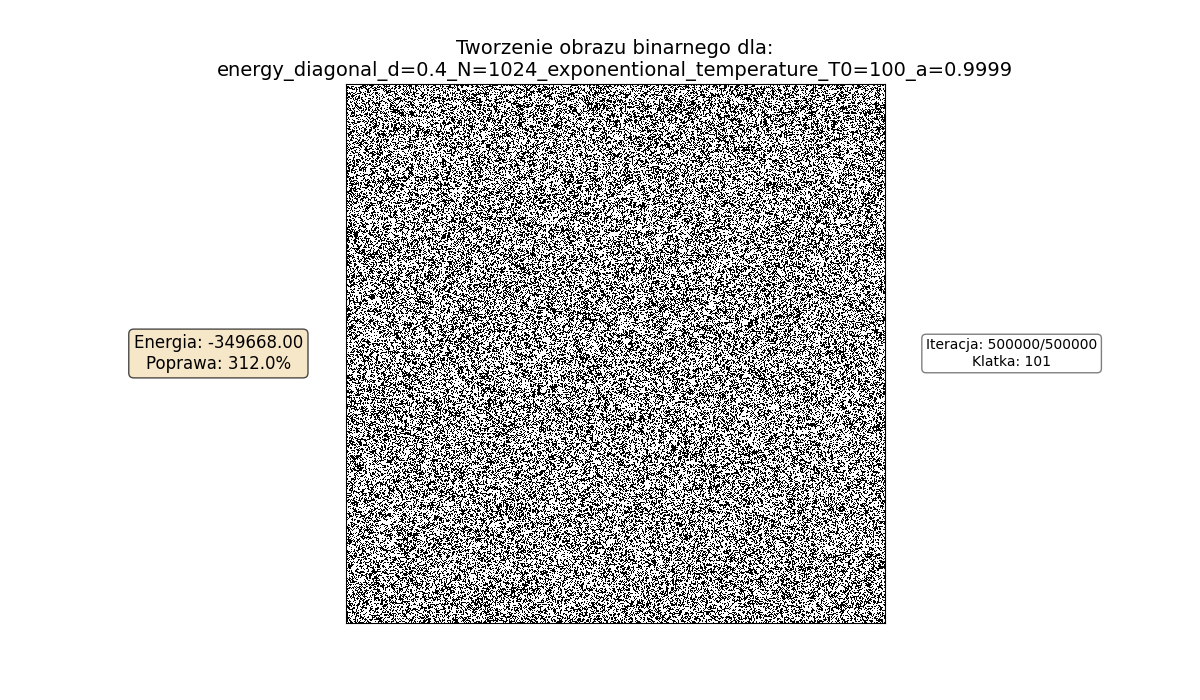 Tworzenie obrazu binarnego dla:
energy_diagonal_d=0.4_N=1024_exponentional_temperature_T0=100_a=0.9999
Energia: -349668.00
Poprawa: 312.0%
Iteracja: 500000/500000
Klatka: 101